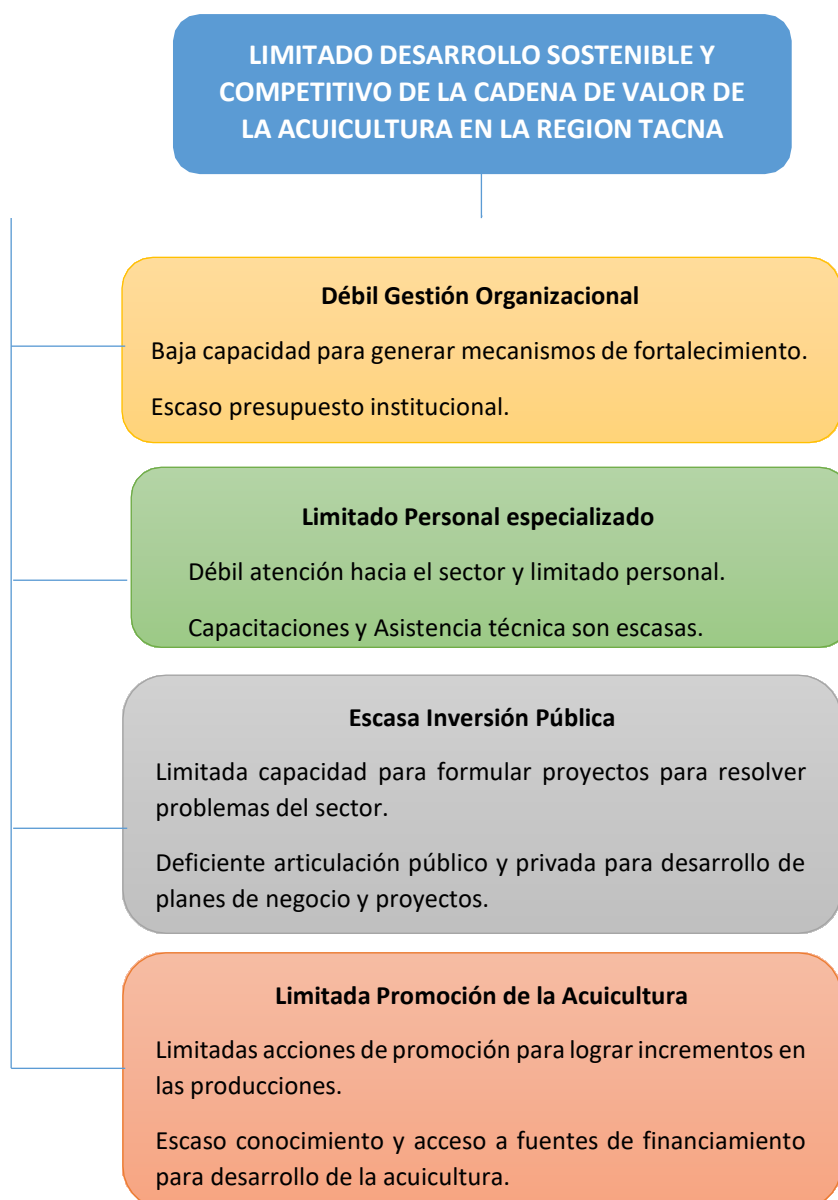 LIMITADO DESARROLLO SOSTENIBLE Y
COMPETITIVO DE LA CADENA DE VALOR DE
LA ACUICULTURA EN LA REGION TACNA
Débil Gestión Organizacional
Baja capacidad para generar mecanismos de fortalecimiento.
Escaso presupuesto institucional.
Limitado Personal especializado
Débil atención hacia el sector y limitado personal.
Capacitaciones y Asistencia técnica son escasas.
Escasa Inversión Pública
Limitada capacidad para formular proyectos para resolver
problemas del sector.
Deficiente articulación público y privada para desarrollo de
planes de negocio y proyectos.
Limitada Promoción de la Acuicultura
Limitadas acciones de promoción para lograr incrementos en
las producciones.
Escaso conocimiento y acceso a fuentes de financiamiento
para desarrollo de la acuicultura.